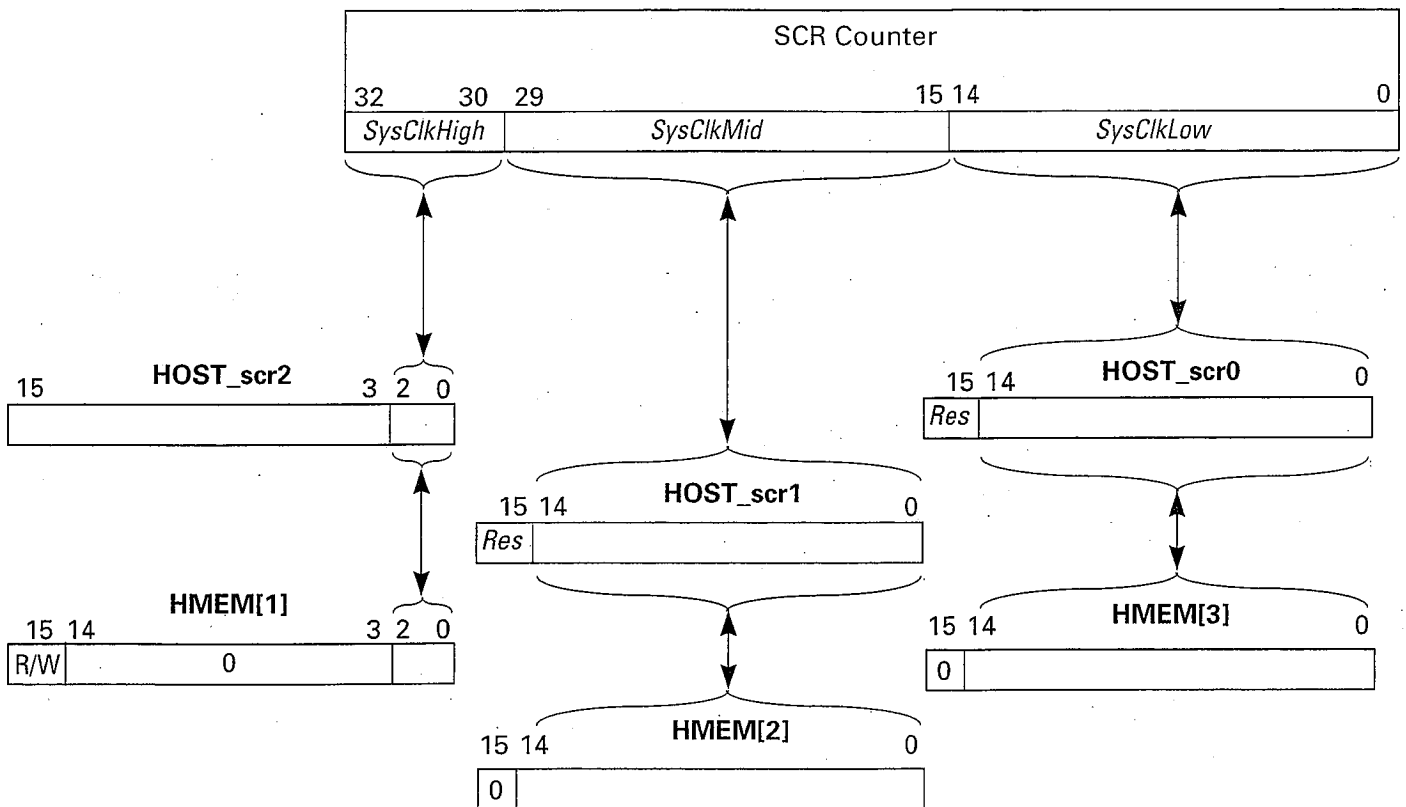 SCR Counter
32 30 29 15 14 0
SysClkHigh SysClkMid SysClkLow
HOST_scr2
15 3 2 0
HOST_scr0
15 14 0
Res
HOST_scr1
15 14 0
Res
HMEM[1]
15 14 3 2 0
R/W 0
HMEM[3]
15 14 0
0
HMEM[2]
15 14 0
0